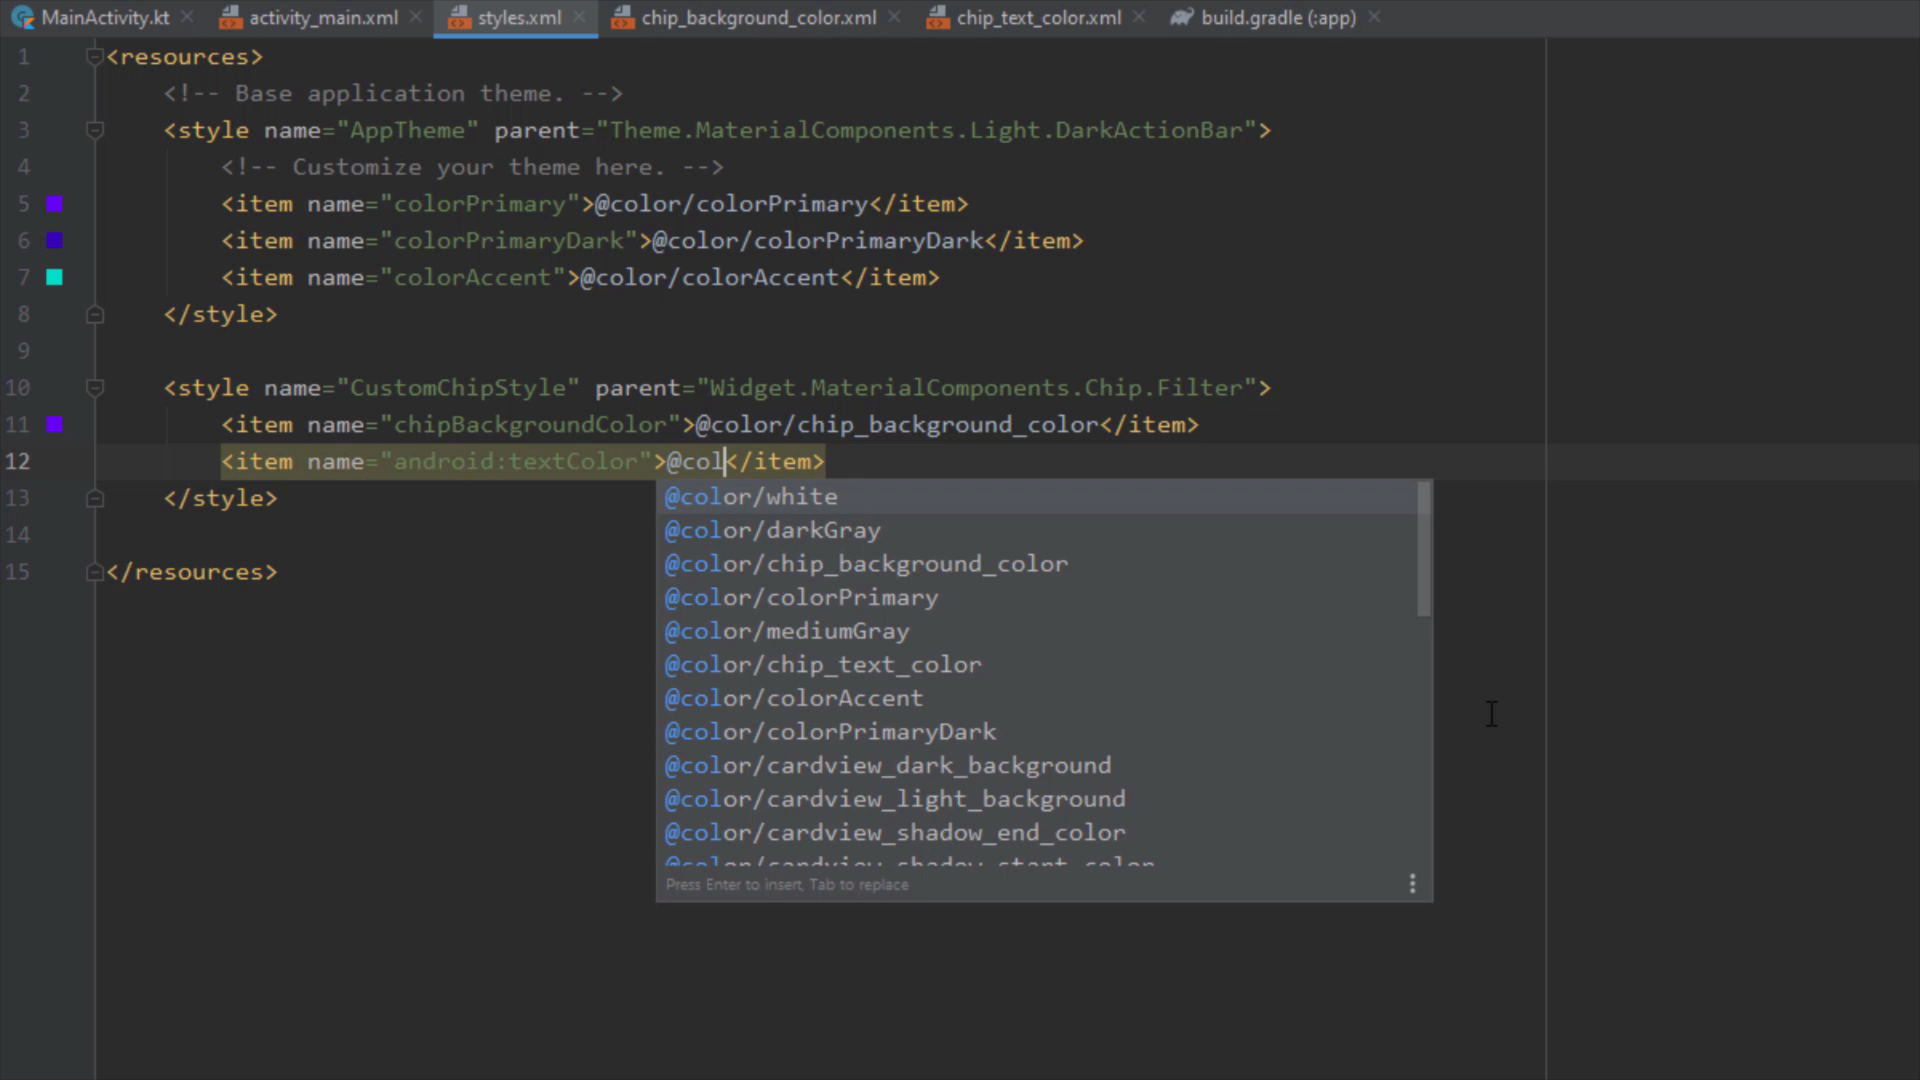 MainActivity.kt activity_main.xml styles.xml chip_background_color.xml chip_text_color.xml build.gradle (:app)
1 <resources>
2 <!-- Base application theme. -->
3 <style name="AppTheme" parent="Theme.MaterialComponents.Light.DarkActionBar">
4 <!-- Customize your theme here. -->
5 <item name="colorPrimary">@color/colorPrimary</item>
6 <item name="colorPrimaryDark">@color/colorPrimaryDark</item>
7 <item name="colorAccent">@color/colorAccent</item>
8 </style>
9
10 <style name="CustomChipStyle" parent="Widget.MaterialComponents.Chip.Filter">
11 <item name="chipBackgroundColor">@color/chip_background_color</item>
12 <item name="android:textColor">@col</item>
13 </style>
14
15 </resources>
@color/white
@color/darkGray
@color/chip_background_color
@color/colorPrimary
@color/mediumGray
@color/chip_text_color
@color/colorAccent
@color/colorPrimaryDark
@color/cardview_dark_background
@color/cardview_light_background
@color/cardview_shadow_end_color
@color/cardview_shadow_start_color
Press Enter to insert, Tab to replace